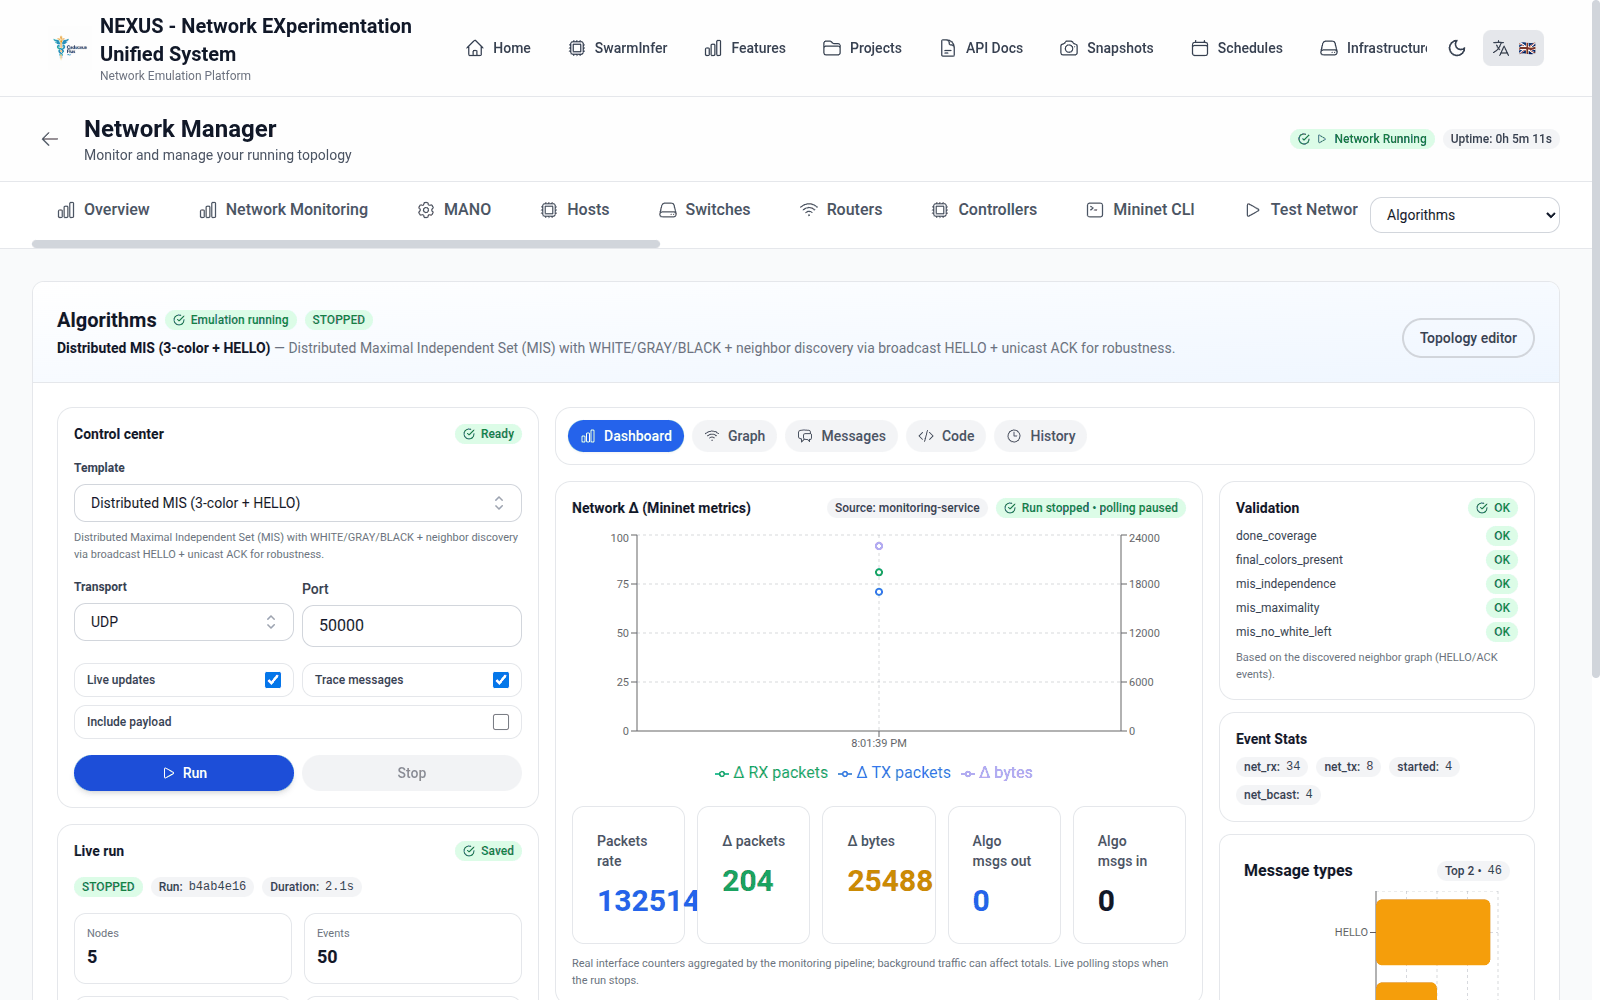 NEXUS - Network EXperimentation
Unified System
Network Emulation Platform
Home
SwarmInfer
Features
Projects
API Docs
Snapshots
Schedules
Infrastructur
Network Manager
Monitor and manage your running topology
Network Running
Uptime: 0h 5m 11s
Overview
Network Monitoring
MANO
Hosts
Switches
Routers
Controllers
Mininet CLI
Test Networ
Algorithms
Algorithms
Emulation running
STOPPED
Distributed MIS (3-color + HELLO) — Distributed Maximal Independent Set (MIS) with WHITE/GRAY/BLACK + neighbor discovery via broadcast HELLO + unicast ACK for robustness.
Topology editor
Control center
Ready
Template
Distributed MIS (3-color + HELLO)
Distributed Maximal Independent Set (MIS) with WHITE/GRAY/BLACK + neighbor discovery
via broadcast HELLO + unicast ACK for robustness.
Transport
Port
UDP
50000
Live updates
Trace messages
Include payload
Run
Stop
Live run
Saved
STOPPED
Run: b4ab4e16
Duration: 2.1s
Nodes
5
Events
50
Dashboard
Graph
Messages
Code
History
Network Δ (Mininet metrics)
Source: monitoring-service
Run stopped • polling paused
100
75
50
25
0
24000
18000
12000
6000
0
8:01:39 PM
Δ RX packets
Δ TX packets
Δ bytes
Packets
rate
132514
Δ packets
204
Δ bytes
25488
Algo
msgs out
0
Algo
msgs in
0
Real interface counters aggregated by the monitoring pipeline; background traffic can affect totals. Live polling stops when
the run stops.
Validation
OK
done_coverage
OK
final_colors_present
OK
mis_independence
OK
mis_maximality
OK
mis_no_white_left
OK
Based on the discovered neighbor graph (HELLO/ACK
events).
Event Stats
net_rx: 34
net_tx: 8
started: 4
net_bcast: 4
Message types
Top 2 • 46
HELLO